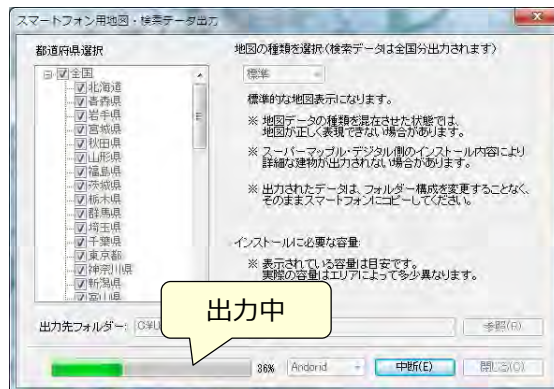 スマートフォン用地図・検索データ出力
都道府県選択
全国
北海道
青森県
岩手県
宮城県
秋田県
山形県
福島県
茨城県
栃木県
群馬県
埼玉県
千葉県
東京都
神奈川県
新潟県
富山県
地図の種類を選択(検索データは全国分出力されます)
標準
標準的な地図表示になります。
※ 地図データの種類を混在させた状態では、
地図が正しく表現できない場合があります。
※ スーパーマップル・デジタル側のインストール内容により
詳細な建物が出力されない場合があります。
※ 出力されたデータは、フォルダー構成を変更することなく、
そのままスマートフォンにコピーしてください。
インストールに必要な容量:
※ 表示されている容量は目安です。
実際の容量はエリアによって多少異なります。
出力中
出力先フォルダー: C:¥U
参照(R)
36% Andorid 中断(E) 閉じる(O)